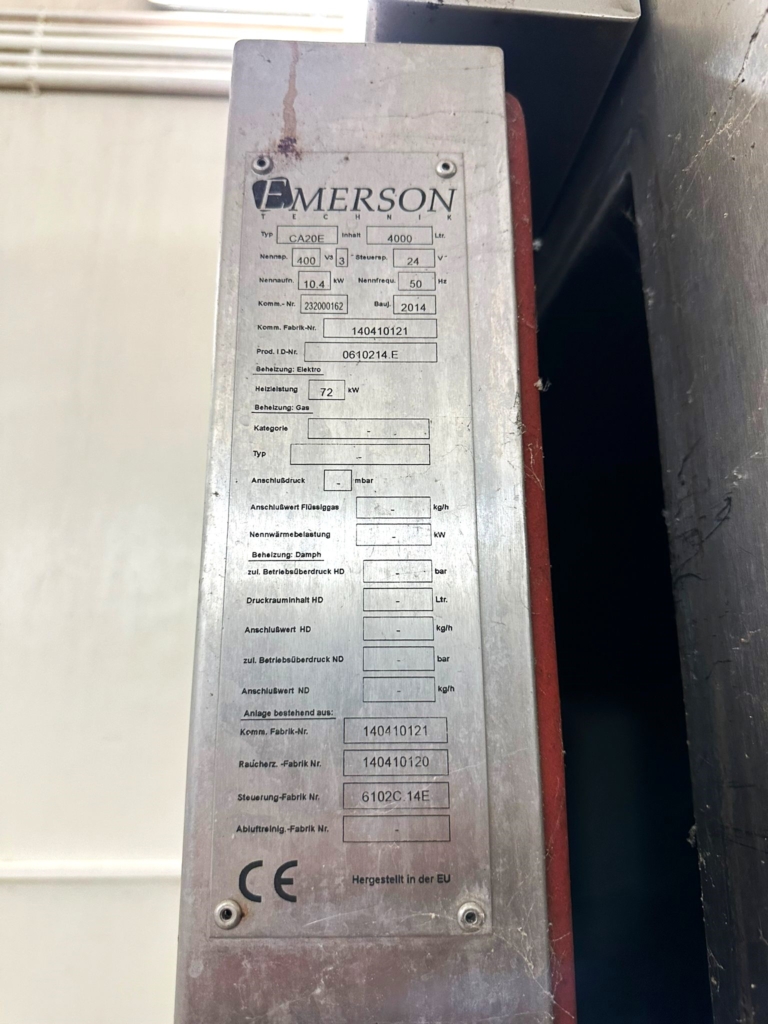 EMERSON
TECHNIK
Typ CA20E Inhalt 4000 Ltr.
Nennsp. 400 V3 3 ~ Steuersp. 24 V~
Nennaufn. 10.4 kW Nennfrequ. 50 Hz
Komm.- Nr. 232000162 Bauj. 2014
Komm. Fabrik-Nr. 140410121
Prod. I D-Nr. 0610214.E
Beheizung: Elektro
Heizleistung 72 kW
Beheizung: Gas
Kategorie - -
Typ -
Anschlußdruck - mbar
Anschlußwert Flüssiggas - kg/h
Nennwärmebelastung - kW
Beheizung: Damph
zul. Betriebsüberdruck HD - bar
Druckrauminhalt HD - Ltr.
Anschlußwert HD - kg/h
zul. Betriebsüberdruck ND - bar
Anschlußwert ND - kg/h
Anlage bestehend aus:
Komm. Fabrik-Nr. 140410121
Raucherz. -Fabrik Nr. 140410120
Steuerung-Fabrik Nr. 6102C.14E
Abluftreinig.-Fabrik Nr. -
CE Hergestellt in der EU